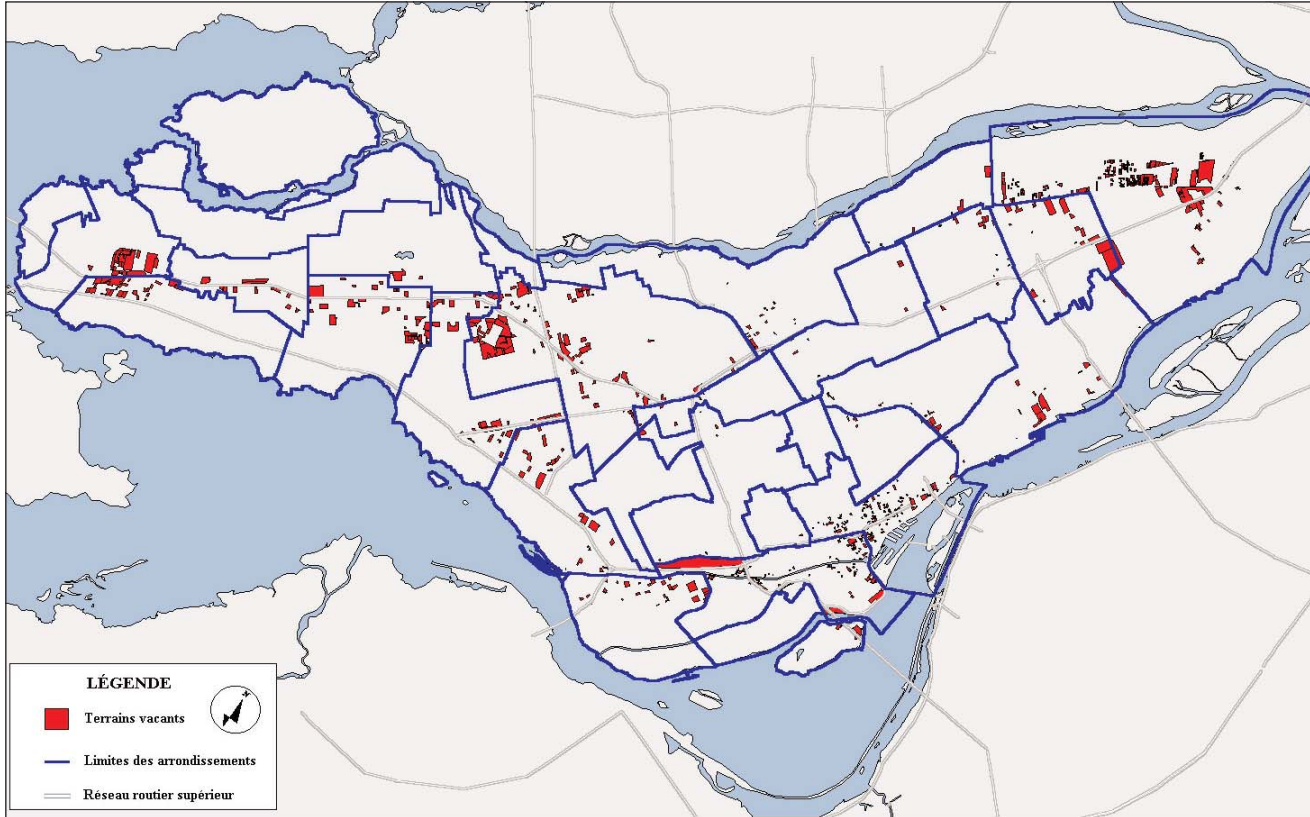 LÉGENDE
N
Terrains vacants
Limites des arrondissements
Réseau routier supérieur